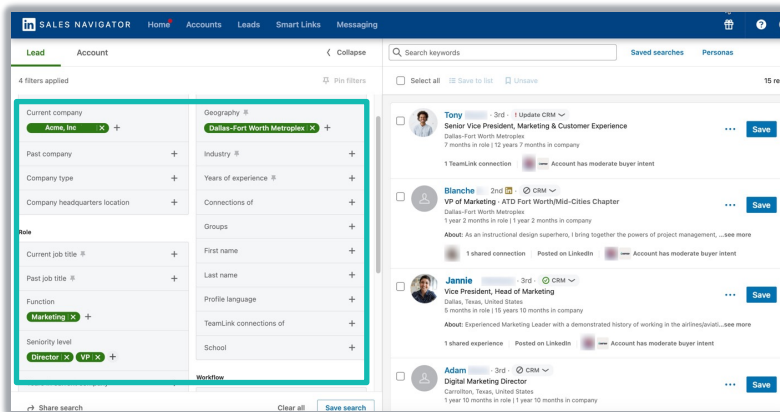 in SALES NAVIGATOR Home Accounts Leads Smart Links Messaging
Lead Account Collapse
4 filters applied Pin filters
Current company
Acme, Inc X +
Past company +
Company type +
Company headquarters location +
Role
Current job title +
Past job title +
Function
Marketing X +
Seniority level
Director X VP X +
Geography
Dallas-Fort Worth Metroplex X +
Industry +
Years of experience +
Connections of +
Groups +
First name +
Last name +
Profile language +
TeamLink connections of +
School +
Workflow
Share search Clear all Save search
Search keywords Saved searches Personas
Select all Save to list Unsave 15 re
Tony · 3rd · ! Update CRM
Senior Vice President, Marketing & Customer Experience
Dallas-Fort Worth Metroplex
7 months in role | 12 years 7 months in company
1 TeamLink connection Account has moderate buyer intent
... Save
Blanche 2nd in · CRM
VP of Marketing · ATD Fort Worth/Mid-Cities Chapter
Dallas-Fort Worth Metroplex
1 year 2 months in role | 1 year 2 months in company
About: As an instructional design superhero, I bring together the powers of project management, ...see more
1 shared connection Posted on LinkedIn Account has moderate buyer intent
... Save
Jannie · 3rd · CRM
Vice President, Head of Marketing
Dallas, Texas, United States
5 months in role | 15 years 10 months in company
About: Experienced Marketing Leader with a demonstrated history of working in the airlines/aviati...see more
1 shared experience Posted on LinkedIn Account has moderate buyer intent
... Save
Adam · 3rd · CRM
Digital Marketing Director
Carrollton, Texas, United States
1 year 10 months in role | 1 year 10 months in company
... Save